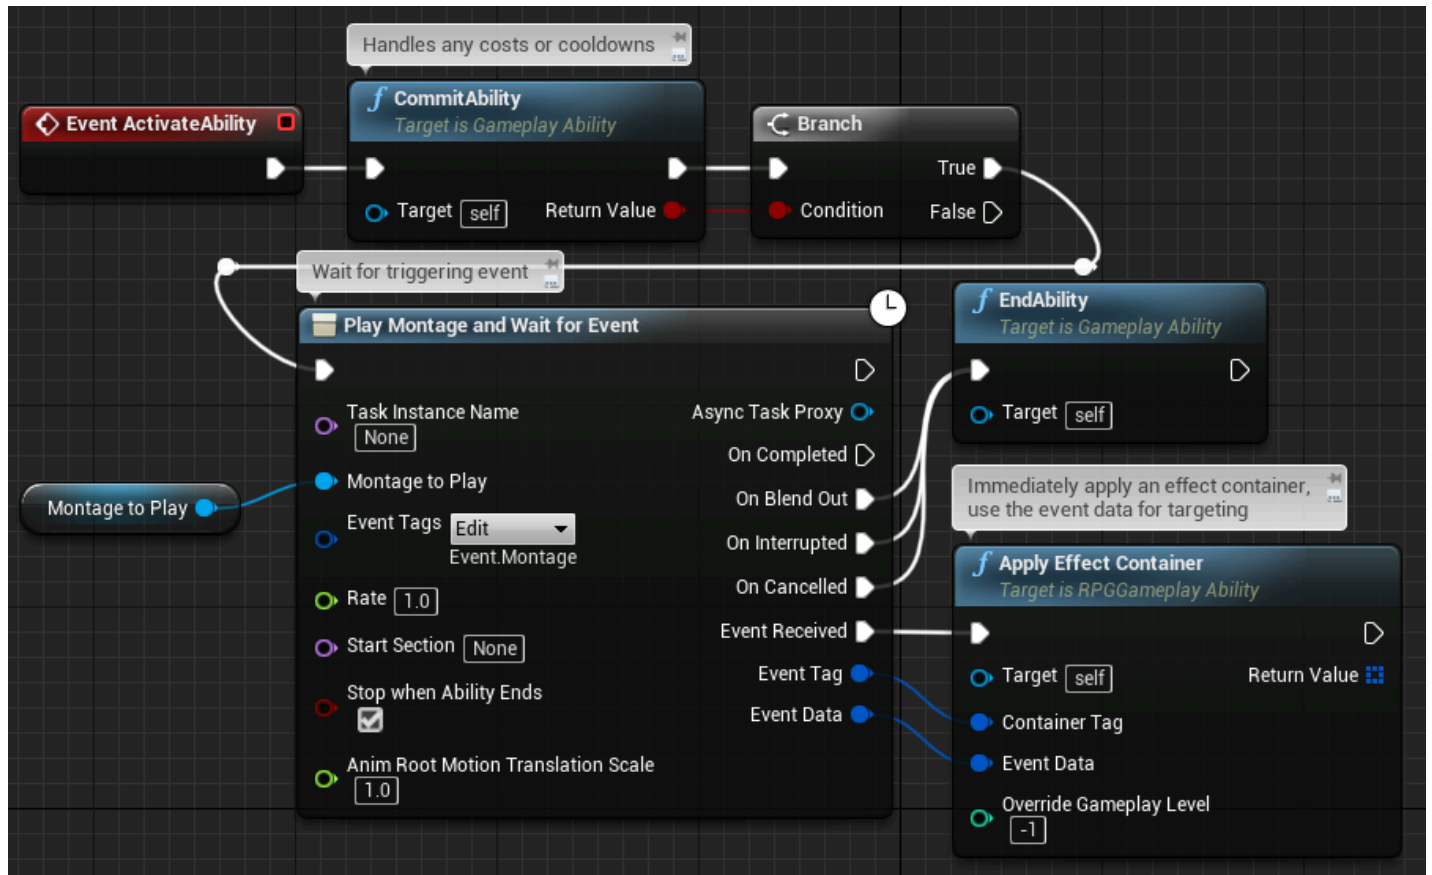 Handles any costs or cooldowns
Event ActivateAbility
CommitAbility
Target is Gameplay Ability
Target self
Return Value
Branch
True
Condition
False
Wait for triggering event
Play Montage and Wait for Event
Task Instance Name
None
Async Task Proxy
On Completed
Montage to Play
Montage to Play
On Blend Out
Event Tags Edit
Event.Montage
On Interrupted
On Cancelled
Rate 1.0
Event Received
Start Section None
Event Tag
Stop when Ability Ends
Event Data
Anim Root Motion Translation Scale
1.0
EndAbility
Target is Gameplay Ability
Target self
Immediately apply an effect container,
use the event data for targeting
Apply Effect Container
Target is RPGGameplay Ability
Target self
Return Value
Container Tag
Event Data
Override Gameplay Level
-1